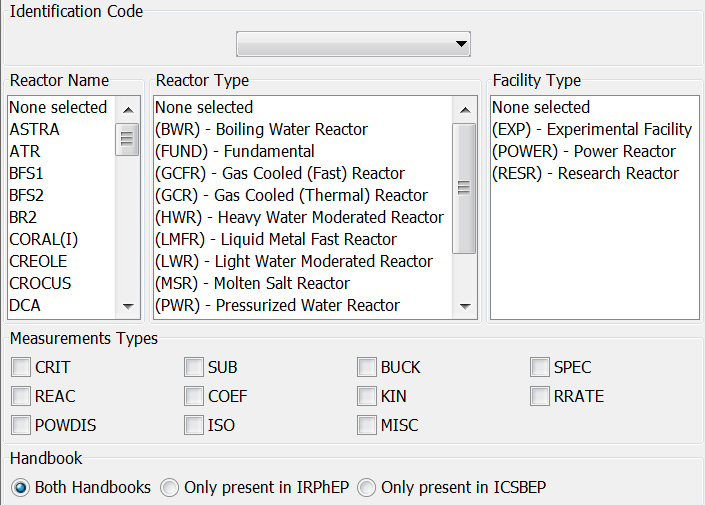 Identification Code
Reactor Name
None selected
ASTRA
ATR
BFS1
BFS2
BR2
CORAL(I)
CREOLE
CROCUS
DCA
Reactor Type
None selected
(BWR) - Boiling Water Reactor
(FUND) - Fundamental
(GCFR) - Gas Cooled (Fast) Reactor
(GCR) - Gas Cooled (Thermal) Reactor
(HWR) - Heavy Water Moderated Reactor
(LMFR) - Liquid Metal Fast Reactor
(LWR) - Light Water Moderated Reactor
(MSR) - Molten Salt Reactor
(PWR) - Pressurized Water Reactor
Facility Type
None selected
(EXP) - Experimental Facility
(POWER) - Power Reactor
(RESR) - Research Reactor
Measurements Types
CRIT SUB BUCK SPEC
REAC COEF KIN RRATE
POWDIS ISO MISC
Handbook
Both Handbooks Only present in IRPhEP Only present in ICSBEP